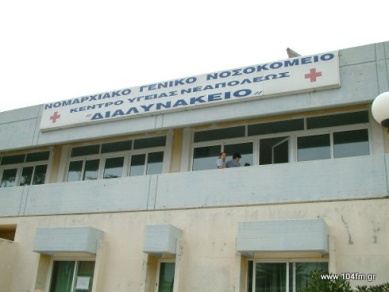 ΝΟΜΑΡΧΙΑΚΟ ΓΕΝΙΚΟ ΝΟΣΟΚΟΜΕΙΟ
ΚΕΝΤΡΟ ΥΓΕΙΑΣ ΝΕΑΠΟΛΕΩΣ
"ΔΙΑΛΥΝΑΚΕΙΟ"
www.104fm.gr